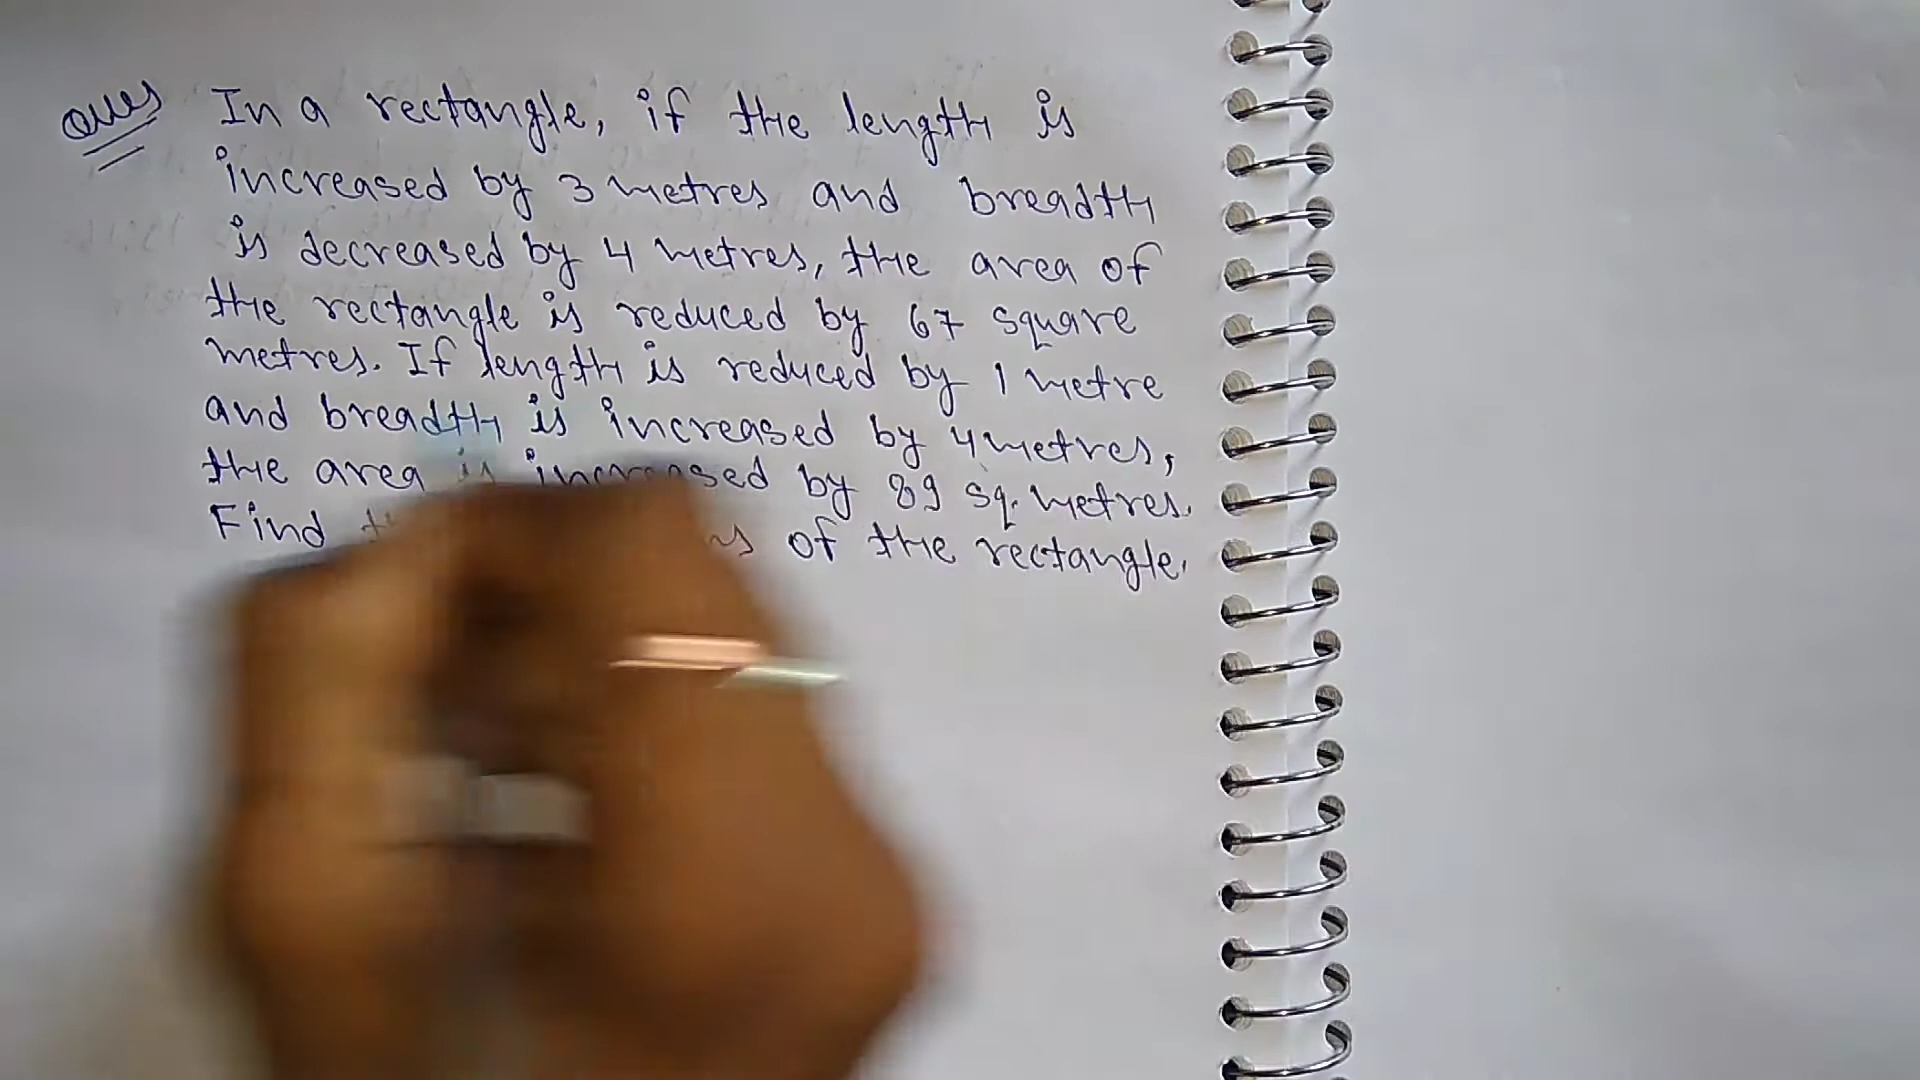 Ques In a rectangle, if the length is
increased by 3 metres and breadth
is decreased by 4 metres, the area of
the rectangle is reduced by 67 square
metres. If length is reduced by 1 metre
and breadth is increased by 4 metres,
the area is increased by 89 sq. metres.
Find of the rectangle.